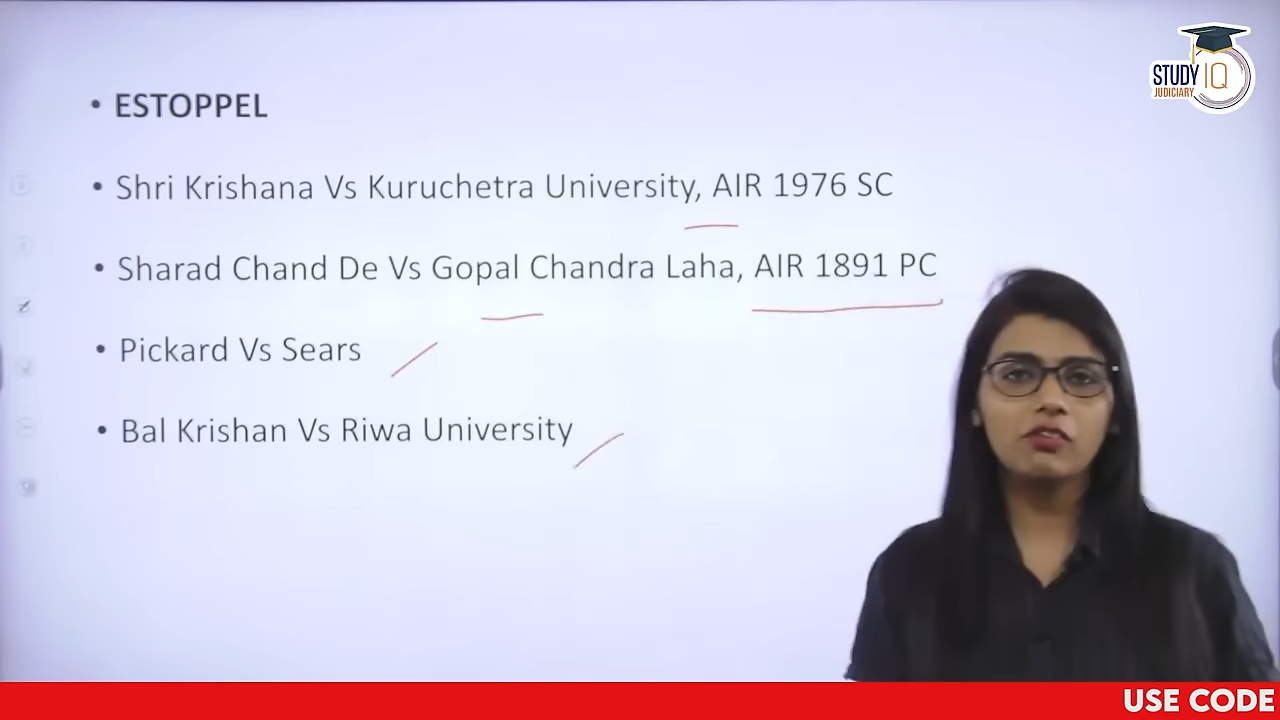 STUDY IQ
JUDICIARY
• ESTOPPEL
• Shri Krishana Vs Kuruchetra University, AIR 1976 SC
• Sharad Chand De Vs Gopal Chandra Laha, AIR 1891 PC
• Pickard Vs Sears
• Bal Krishan Vs Riwa University
USE CODE